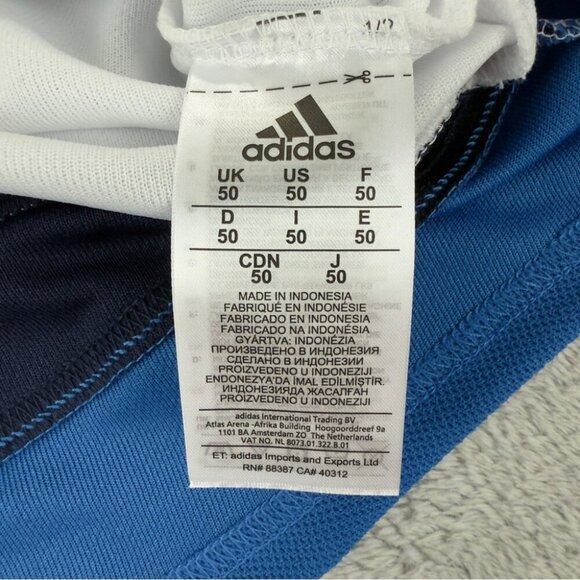 1/2
adidas
UK US F
50 50 50
D I E
50 50 50
CDN J
50 50
MADE IN INDONESIA
FABRIQUÉ EN INDONÉSIE
FABRICADO EN INDONESIA
FABRICADO NA INDONÉSIA
GYÁRTVA: INDONÉZIA
ПРОИЗВЕДЕНО В ИНДОНЕЗИЯ
СДЕЛАНО В ИНДОНЕЗИИ
PROIZVEDENO U INDONEZIJI
ENDONEZYA'DA İMAL EDİLMİŞTİR.
ИНДОНЕЗИЯДА ЖАСАЛҒАН
PROIZVEDENO U INDONEZIJI
adidas International Trading BV
Atlas Arena -Afrika Building Hoogoorddreef 9a
1101 BA Amsterdam ZO The Netherlands
VAT NO. NL 8073.01.322.B.01
ET: adidas Imports and Exports Ltd
RN# 88387 CA# 40312